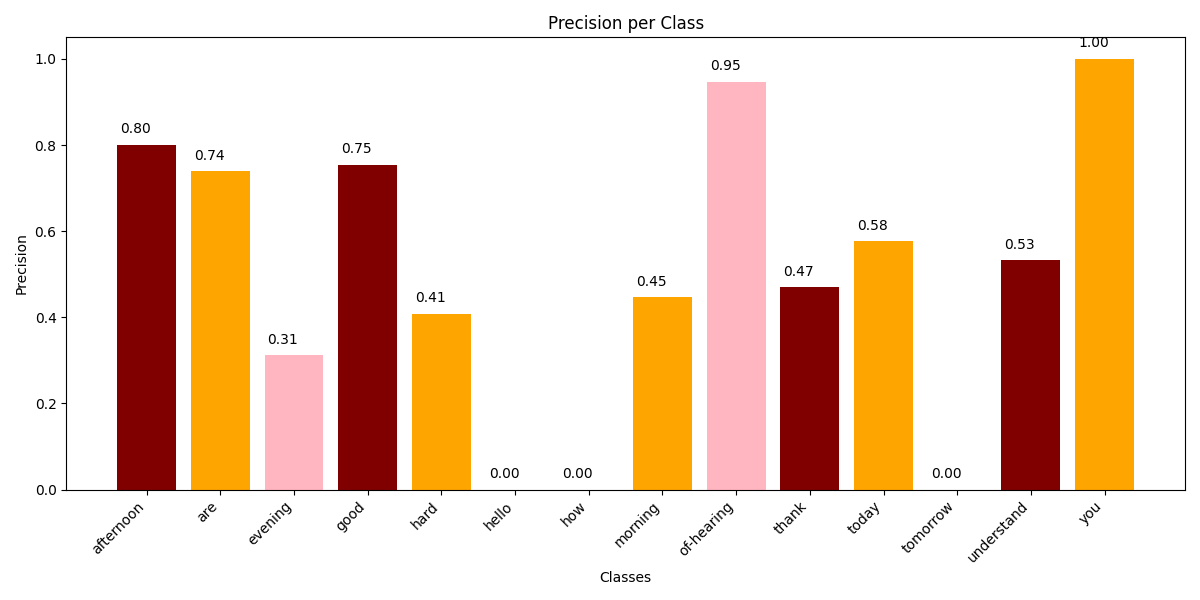 Precision per Class
Precision
1.0
0.8
0.6
0.4
0.2
0.0
0.80
0.74
0.31
0.75
0.41
0.00
0.00
0.45
0.95
0.47
0.58
0.00
0.53
1.00
afternoon
are
evening
good
hard
hello
how
morning
of-hearing
thank
today
tomorrow
understand
you
Classes